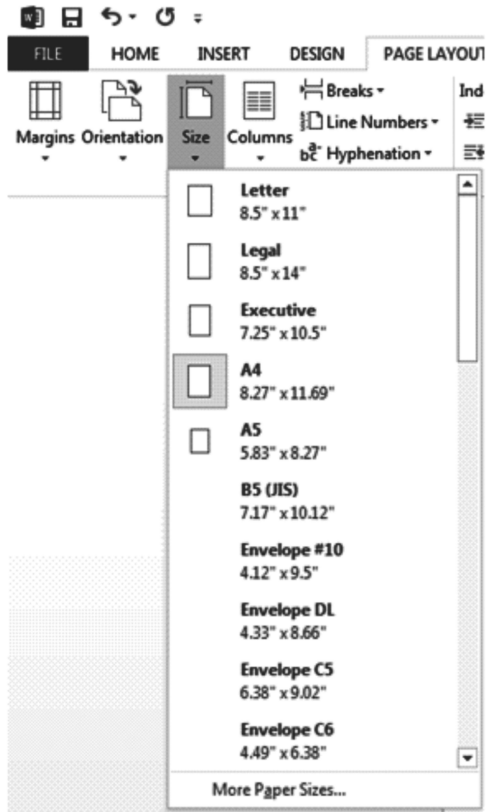 FILE HOME INSERT DESIGN PAGE LAYOUT
Margins Orientation Size Columns
Breaks
Line Numbers
Hyphenation
Ind
Letter
8.5" x 11"
Legal
8.5" x 14"
Executive
7.25" x 10.5"
A4
8.27" x 11.69"
A5
5.83" x 8.27"
B5 (JIS)
7.17" x 10.12"
Envelope #10
4.12" x 9.5"
Envelope DL
4.33" x 8.66"
Envelope C5
6.38" x 9.02"
Envelope C6
4.49" x 6.38"
More Paper Sizes...